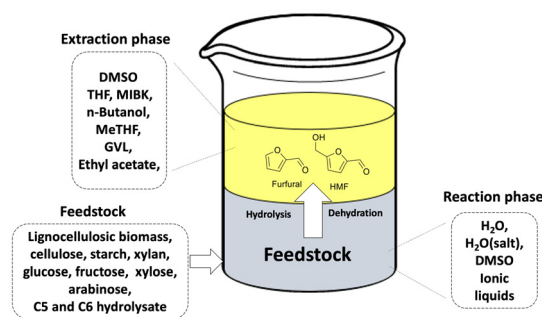 Extraction phase
DMSO
THF, MIBK,
n-Butanol,
MeTHF,
GVL,
Ethyl acetate,
OH
O
O
O
O
Furfural
HMF
Feedstock
Lignocellulosic biomass,
cellulose, starch, xylan,
glucose, fructose, xylose,
arabinose,
C5 and C6 hydrolysate
Hydrolysis
Dehydration
Feedstock
Reaction phase
H₂O,
H₂O(salt),
DMSO
Ionic
liquids